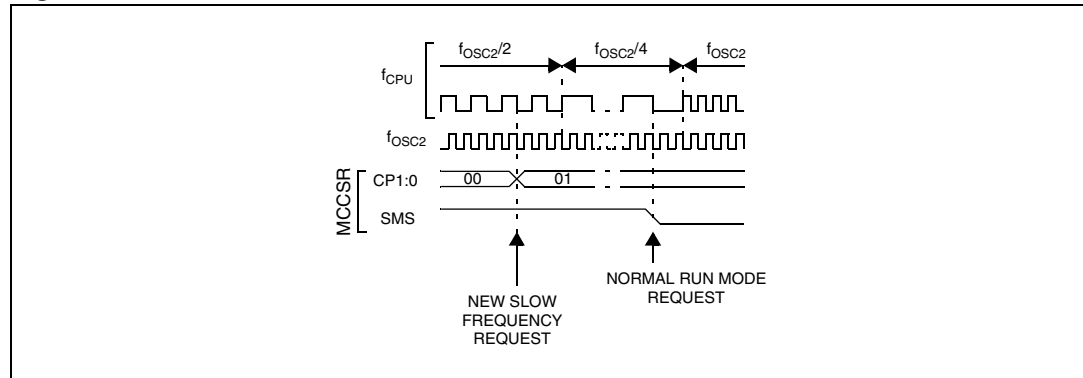 fOSC2/2 fOSC2/4 fOSC2
fCPU
fOSC2
MCCSR
CP1:0 00 01
SMS
NORMAL RUN MODE
REQUEST
NEW SLOW
FREQUENCY
REQUEST